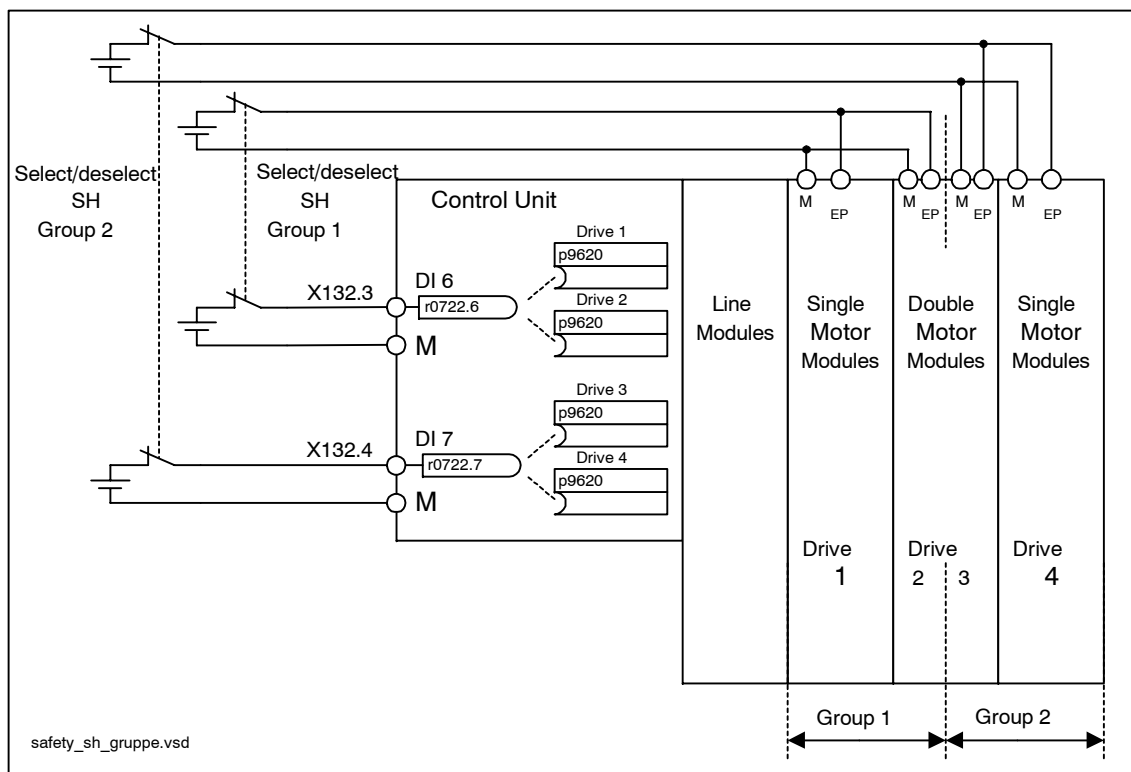 Select/deselect
SH
Group 2
Select/deselect
SH
Group 1
Control Unit
X132.3
DI 6
r0722.6
M
Drive 1
p9620
Drive 2
p9620
X132.4
DI 7
r0722.7
M
Drive 3
p9620
Drive 4
p9620
Line
Modules
M
EP
Single
Motor
Modules
Drive
1
M
EP
M
EP
Double
Motor
Modules
Drive
2 3
M
EP
Single
Motor
Modules
Drive
4
Group 1
Group 2
safety_sh_gruppe.vsd